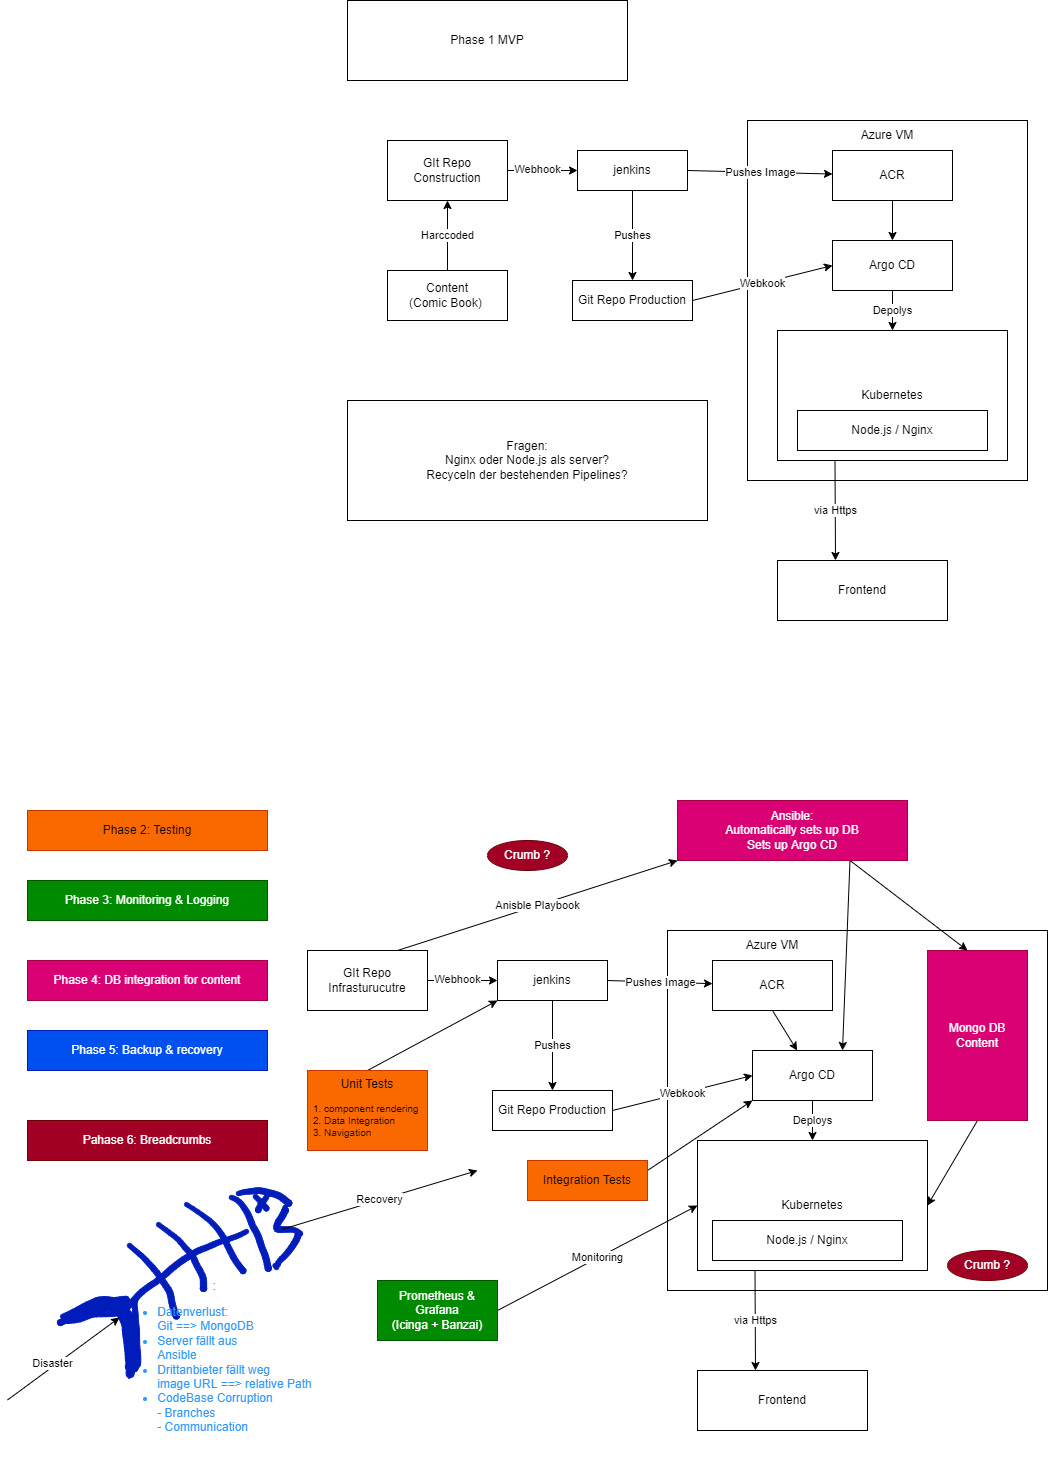 Phase 1 MVP
Azure VM
GIt Repo
Construction
Webhook
jenkins
Pushes Image
ACR
Harccoded
Pushes
Argo CD
Content
(Comic Book)
Git Repo Production
Webkook
Depolys
Kubernetes
Node.js / Nginx
Fragen:
Nginx oder Node.js als server?
Recyceln der bestehenden Pipelines?
via Https
Frontend
Phase 2: Testing
Phase 3: Monitoring & Logging
Phase 4: DB integration for content
Phase 5: Backup & recovery
Pahase 6: Breadcrumbs
Ansible:
Automatically sets up DB
Sets up Argo CD
Crumb ?
Anisble Playbook
Azure VM
GIt Repo
Infrasturucutre
Webhook
jenkins
Pushes Image
ACR
Mongo DB
Content
Pushes
Argo CD
Unit Tests
1. component rendering
2. Data Integration
3. Navigation
Git Repo Production
Webkook
Deploys
Integration Tests
Recovery
Kubernetes
Node.js / Nginx
Monitoring
Crumb ?
Prometheus &
Grafana
(Icinga + Banzai)
via Https
Frontend
Disaster
:
• Datenverlust:
Git ==> MongoDB
• Server fällt aus
Ansible
• Drittanbieter fällt weg
image URL ==> relative Path
• CodeBase Corruption
- Branches
- Communication